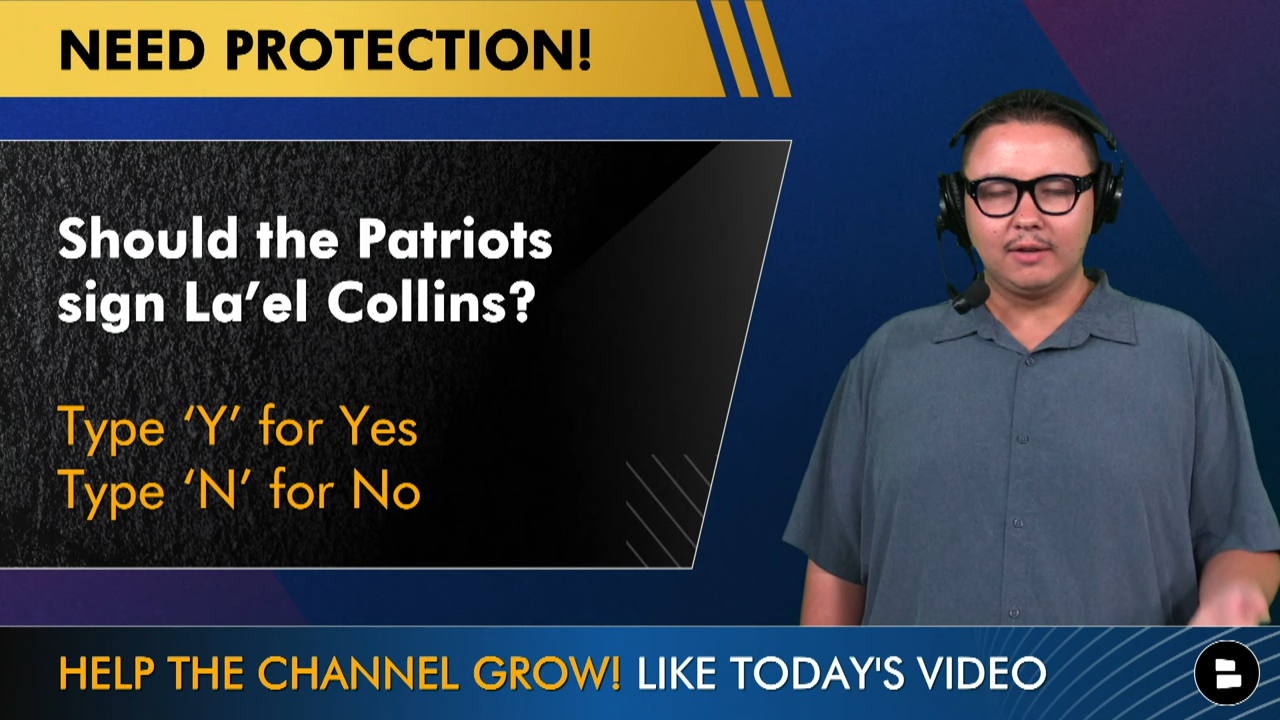 NEED PROTECTION!
Should the Patriots
sign La’el Collins?
Type ‘Y’ for Yes
Type ‘N’ for No
HELP THE CHANNEL GROW! LIKE TODAY'S VIDEO